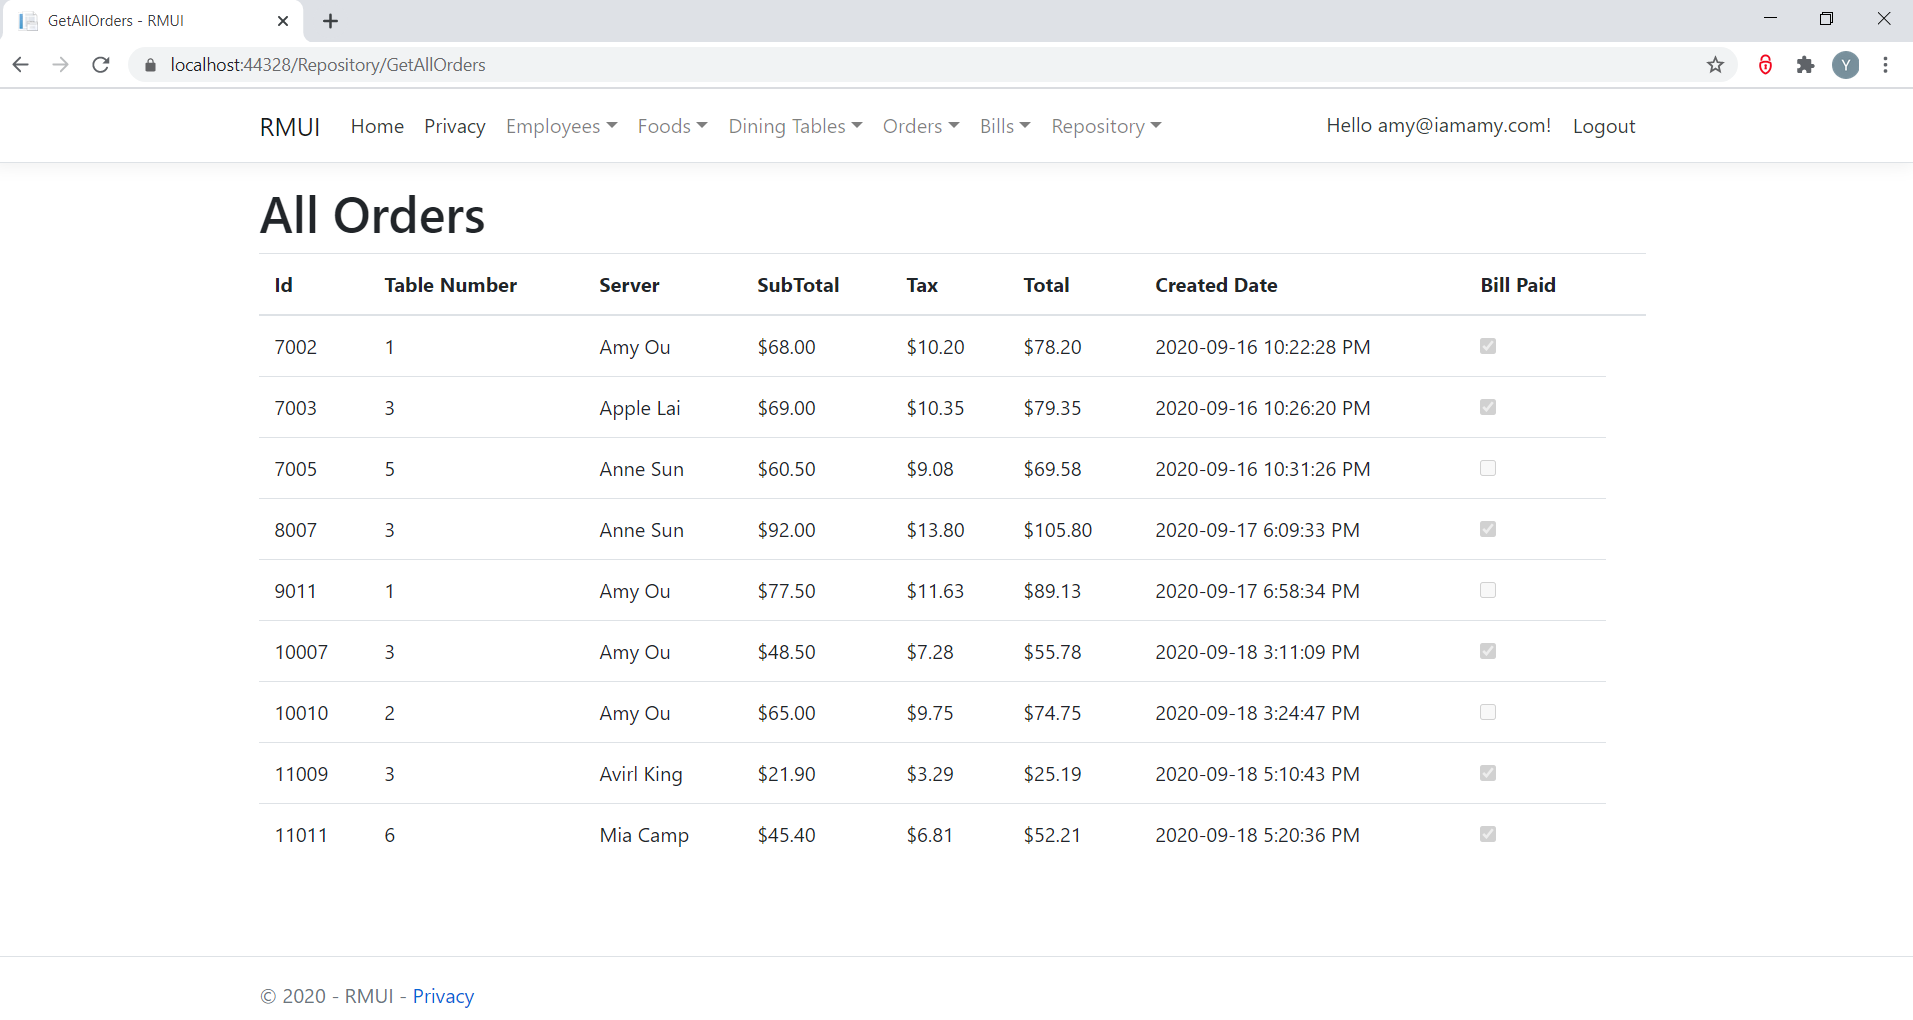 GetAllOrders - RMUI
localhost:44328/Repository/GetAllOrders
Y
RMUI Home Privacy Employees Foods Dining Tables Orders Bills Repository Hello amy@iamamy.com! Logout
All Orders
Id Table Number Server SubTotal Tax Total Created Date Bill Paid
7002 1 Amy Ou $68.00 $10.20 $78.20 2020-09-16 10:22:28 PM
7003 3 Apple Lai $69.00 $10.35 $79.35 2020-09-16 10:26:20 PM
7005 5 Anne Sun $60.50 $9.08 $69.58 2020-09-16 10:31:26 PM
8007 3 Anne Sun $92.00 $13.80 $105.80 2020-09-17 6:09:33 PM
9011 1 Amy Ou $77.50 $11.63 $89.13 2020-09-17 6:58:34 PM
10007 3 Amy Ou $48.50 $7.28 $55.78 2020-09-18 3:11:09 PM
10010 2 Amy Ou $65.00 $9.75 $74.75 2020-09-18 3:24:47 PM
11009 3 Avirl King $21.90 $3.29 $25.19 2020-09-18 5:10:43 PM
11011 6 Mia Camp $45.40 $6.81 $52.21 2020-09-18 5:20:36 PM
© 2020 - RMUI - Privacy